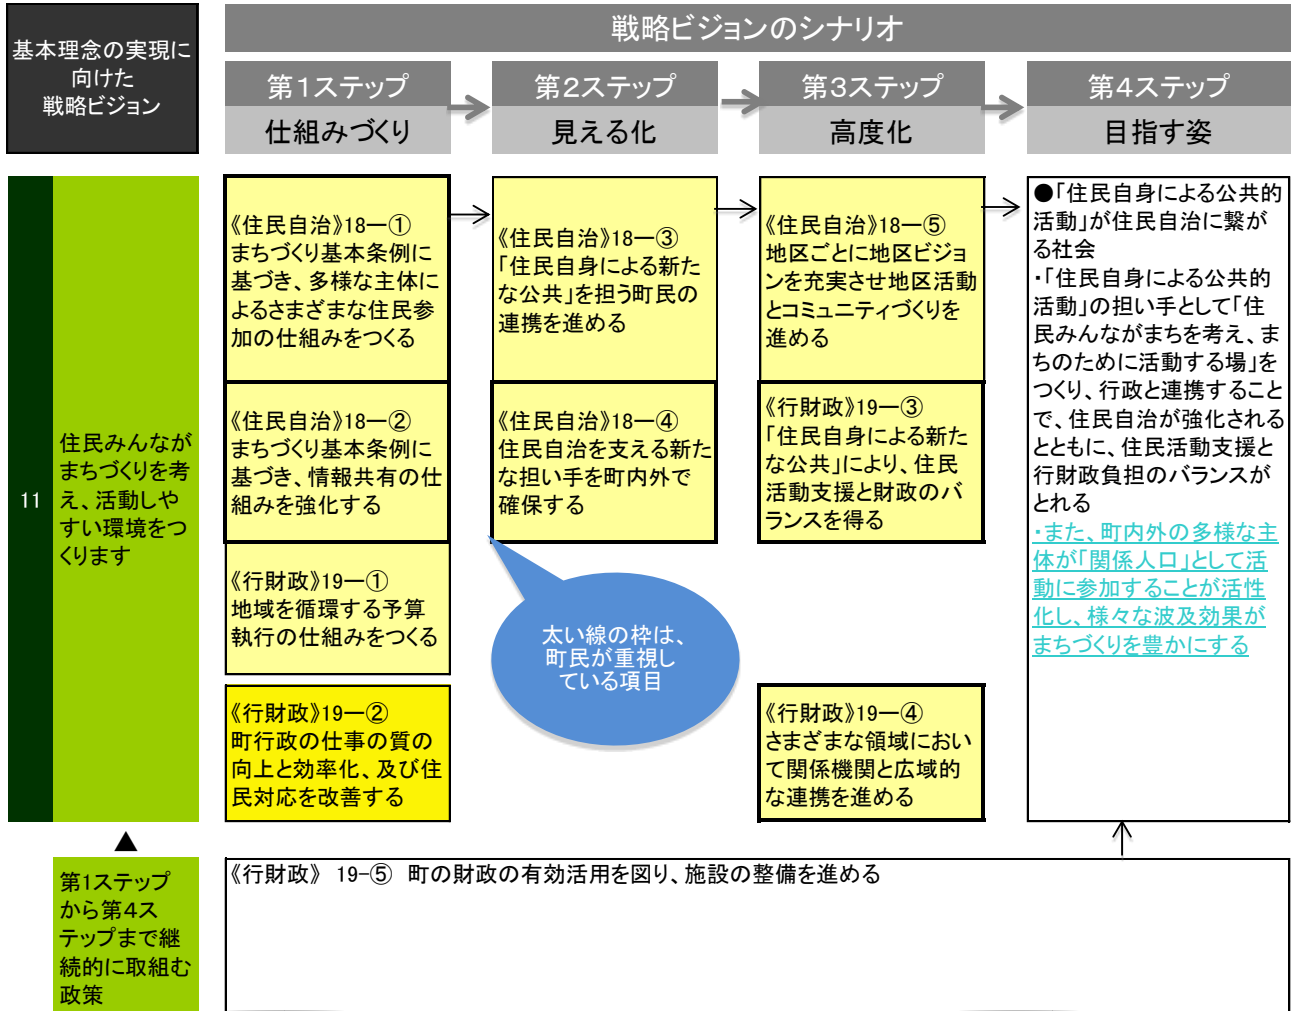 基本理念の実現に
向けた
戦略ビジョン
戦略ビジョンのシナリオ
第1ステップ
仕組みづくり
第2ステップ
見える化
第3ステップ
高度化
第4ステップ
目指す姿
11
住民みんなが
まちづくりを考
え、活動しや
すい環境をつ
くります
《住民自治》18―①
まちづくり基本条例に
基づき、多様な主体に
よるさまざまな住民参
加の仕組みをつくる
《住民自治》18―②
まちづくり基本条例に
基づき、情報共有の仕
組みを強化する
《行財政》19―①
地域を循環する予算
執行の仕組みをつくる
《行財政》19―②
町行政の仕事の質の
向上と効率化、及び住
民対応を改善する
《住民自治》18―③
「住民自身による新た
な公共」を担う町民の
連携を進める
《住民自治》18―④
住民自治を支える新た
な担い手を町内外で
確保する
太い線の枠は、
町民が重視し
ている項目
《住民自治》18―⑤
地区ごとに地区ビジョ
ンを充実させ地区活動
とコミュニティづくりを
進める
《行財政》19―③
「住民自身による新た
な公共」により、住民
活動支援と財政のバ
ランスを得る
《行財政》19―④
さまざまな領域におい
て関係機関と広域的
な連携を進める
●「住民自身による公共的
活動」が住民自治に繋が
る社会
・「住民自身による公共的
活動」の担い手として「住
民みんながまちを考え、ま
ちのために活動する場」を
つくり、行政と連携すること
で、住民自治が強化される
とともに、住民活動支援と
行財政負担のバランスが
とれる
・また、町内外の多様な主
体が「関係人口」として活
動に参加することが活性
化し、様々な波及効果が
まちづくりを豊かにする
▲
第1ステップ
から第4ス
テップまで継
続的に取組む
政策
《行財政》 19-⑤ 町の財政の有効活用を図り、施設の整備を進める